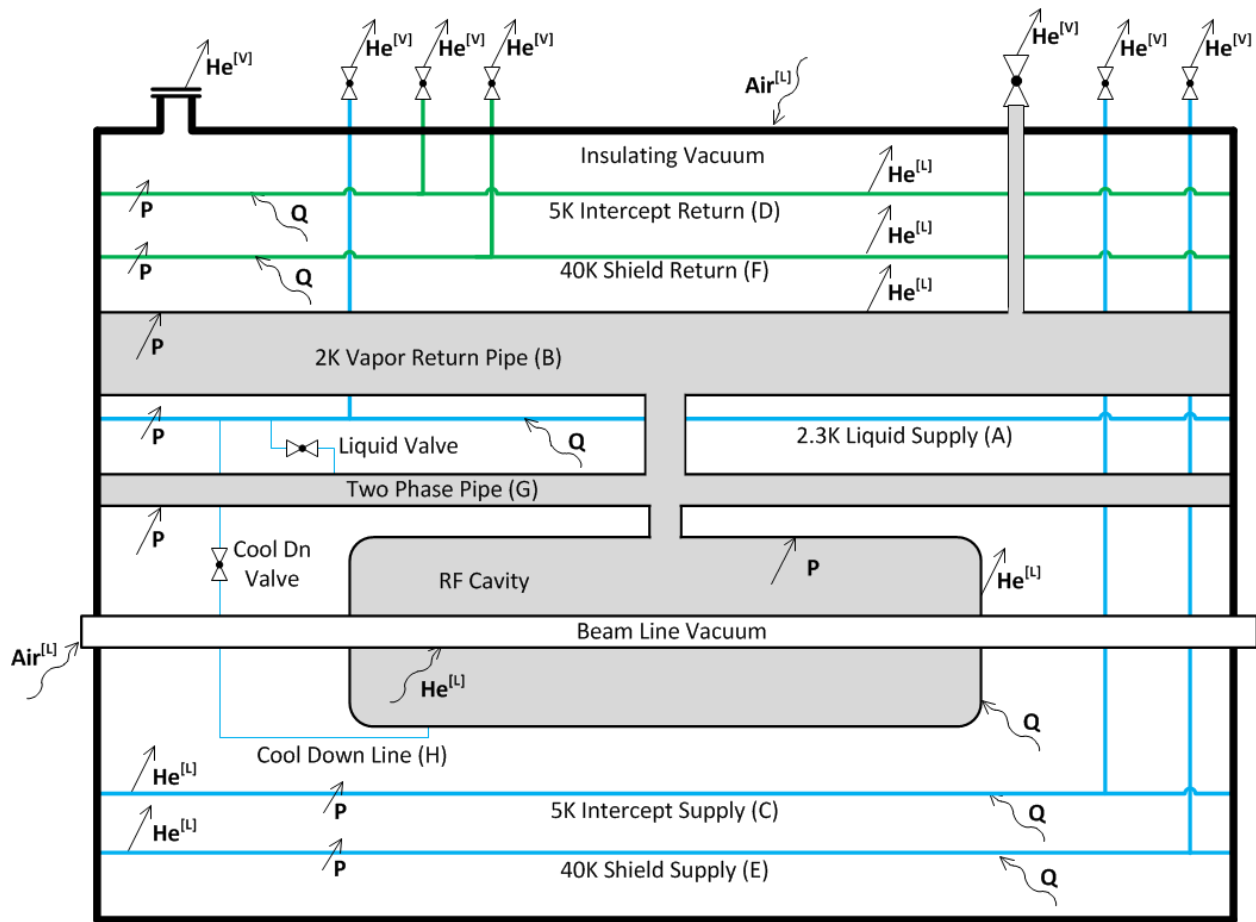 He[V] He[V] He[V] He[V] He[V] He[V]
He[V]
Air[L]
Insulating Vacuum
He[L]
P
Q
5K Intercept Return (D)
He[L]
P
Q
40K Shield Return (F)
He[L]
P
2K Vapor Return Pipe (B)
P
Q
2.3K Liquid Supply (A)
Liquid Valve
Two Phase Pipe (G)
P
Cool Dn
Valve
P
RF Cavity
He[L]
Beam Line Vacuum
Air[L]
He[L]
Q
Cool Down Line (H)
He[L]
P
5K Intercept Supply (C)
Q
He[L]
P
40K Shield Supply (E)
Q